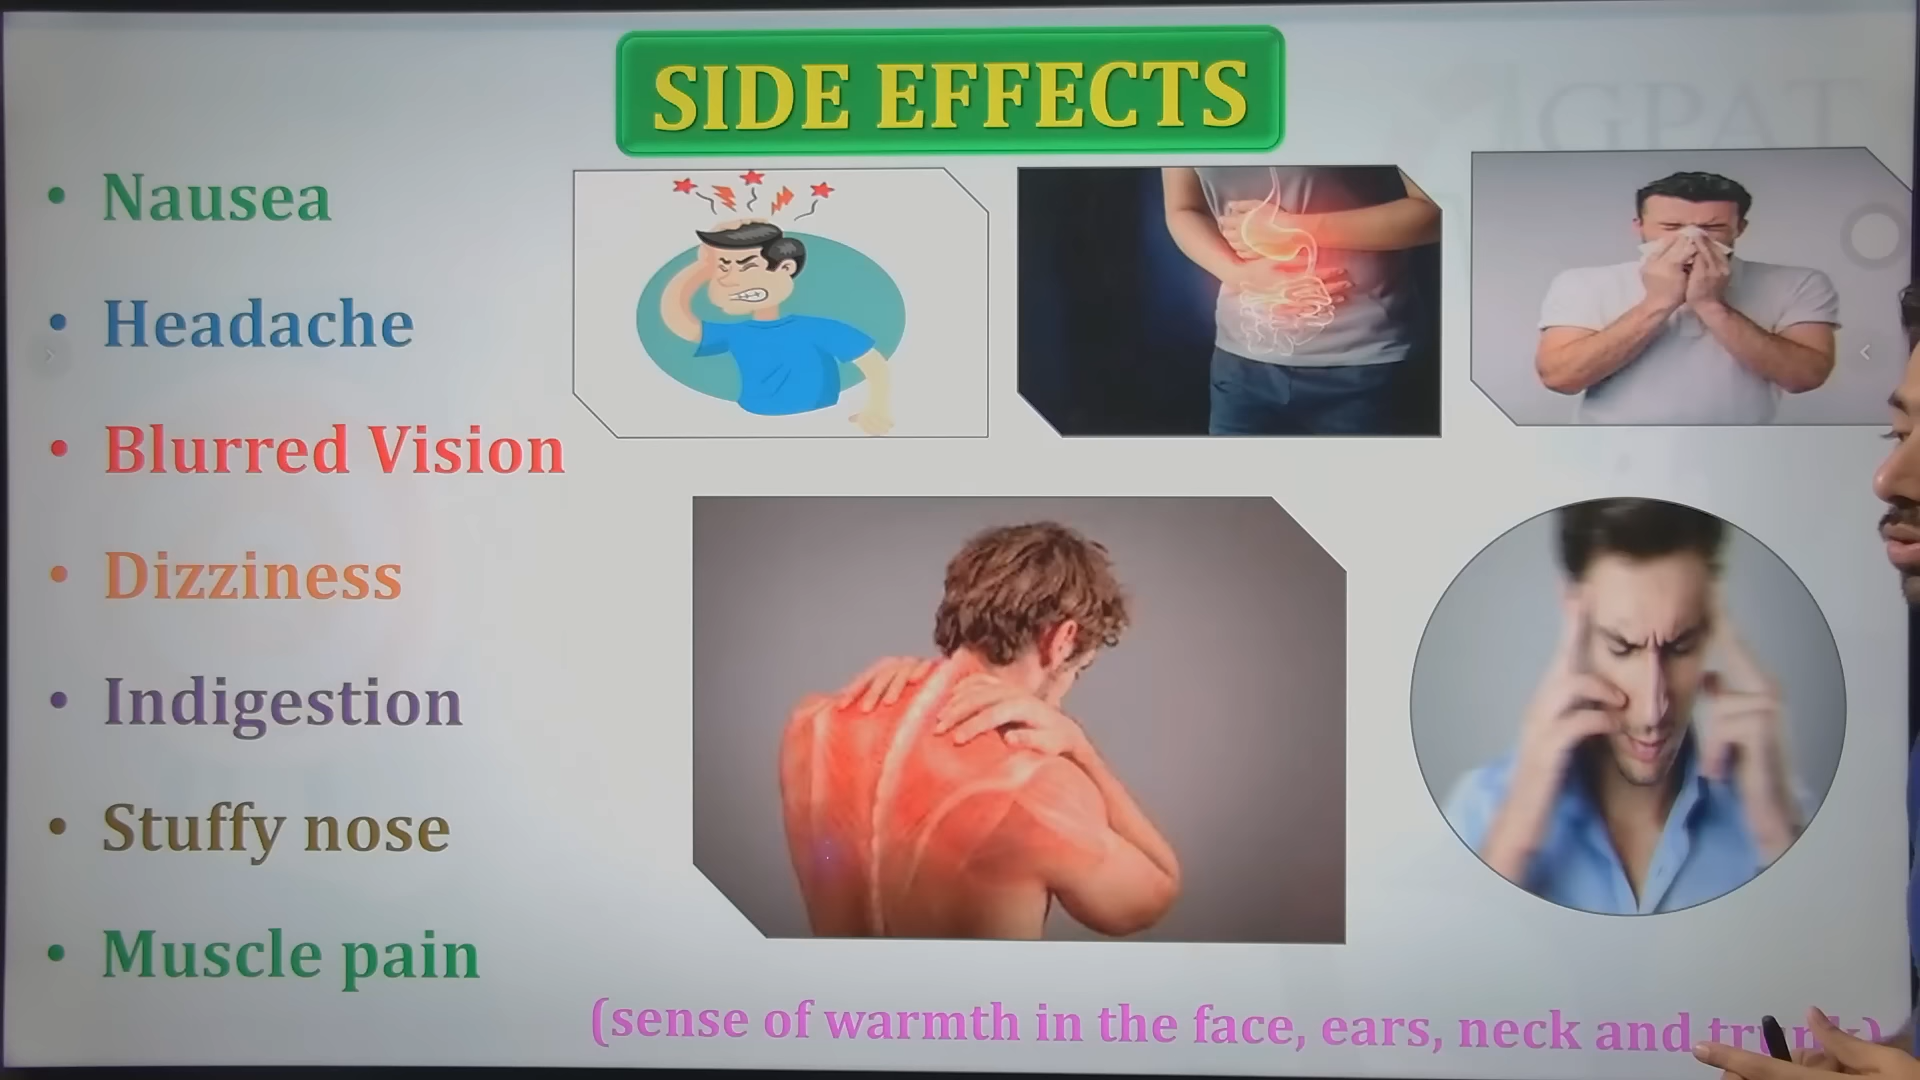 SIDE EFFECTS
GPAT
• Nausea
• Headache
• Blurred Vision
• Dizziness
• Indigestion
• Stuffy nose
• Muscle pain
(sense of warmth in the face, ears, neck and trunk)